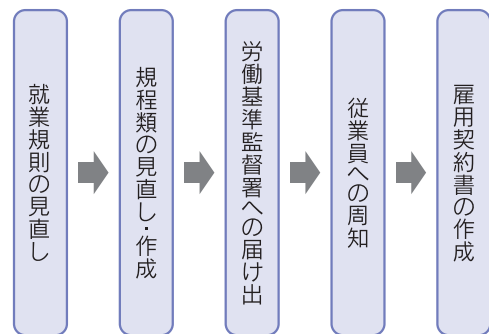 就業規則の見直し
規程類の見直し・作成
労働基準監督署への届け出
従業員への周知
雇用契約書の作成